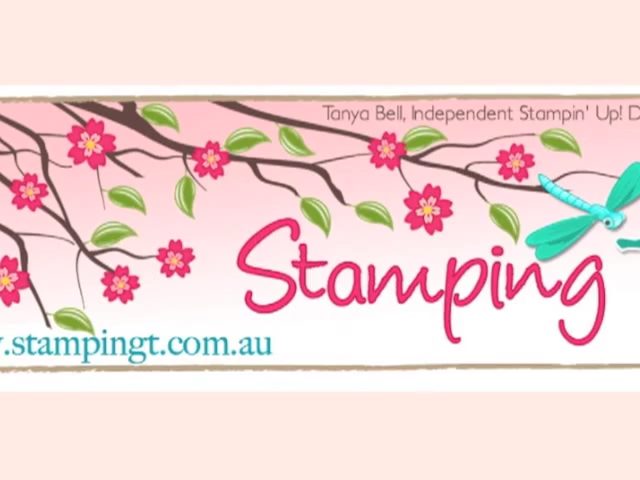 Tanya Bell, Independent Stampin' Up! D
Stamping
.stampingt.com.au